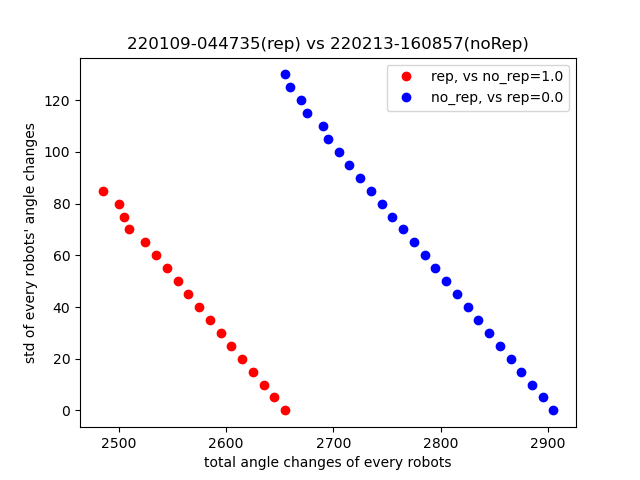 220109-044735(rep) vs 220213-160857(noRep)
rep, vs no_rep=1.0
no_rep, vs rep=0.0
std of every robots' angle changes
120
100
80
60
40
20
0
2500 2600 2700 2800 2900
total angle changes of every robots